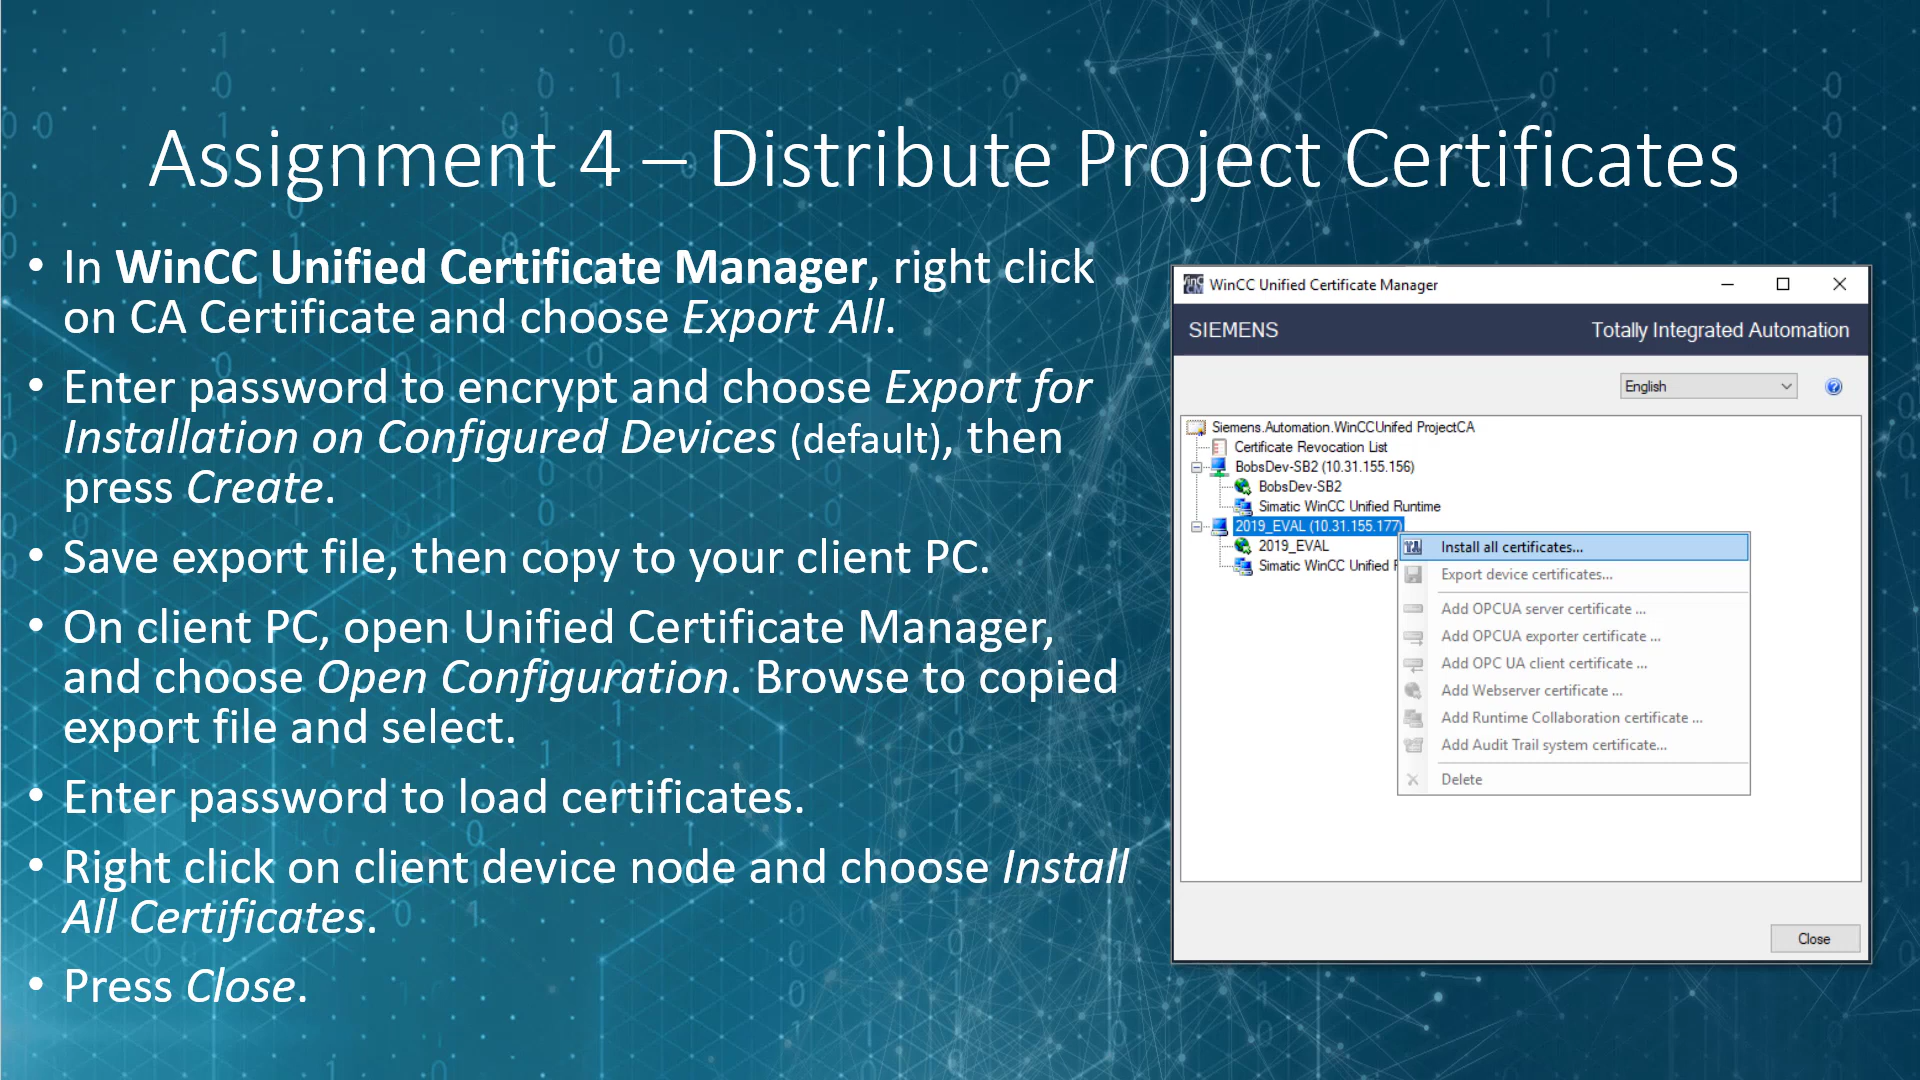 Assignment 4 – Distribute Project Certificates
• In WinCC Unified Certificate Manager, right click
on CA Certificate and choose Export All.
• Enter password to encrypt and choose Export for
Installation on Configured Devices (default), then
press Create.
• Save export file, then copy to your client PC.
• On client PC, open Unified Certificate Manager,
and choose Open Configuration. Browse to copied
export file and select.
• Enter password to load certificates.
• Right click on client device node and choose Install
All Certificates.
• Press Close.
WinCC Unified Certificate Manager
SIEMENS
Totally Integrated Automation
English
Siemens.Automation.WinCCUnifed ProjectCA
Certificate Revocation List
BobsDev-SB2 (10.31.155.156)
BobsDev-SB2
Simatic WinCC Unified Runtime
2019_EVAL (10.31.155.177)
2019_EVAL
Simatic WinCC Unified
Install all certificates...
Export device certificates...
Add OPCUA server certificate ...
Add OPCUA exporter certificate ...
Add OPC UA client certificate ...
Add Webserver certificate ...
Add Runtime Collaboration certificate ...
Add Audit Trail system certificate...
Delete
Close